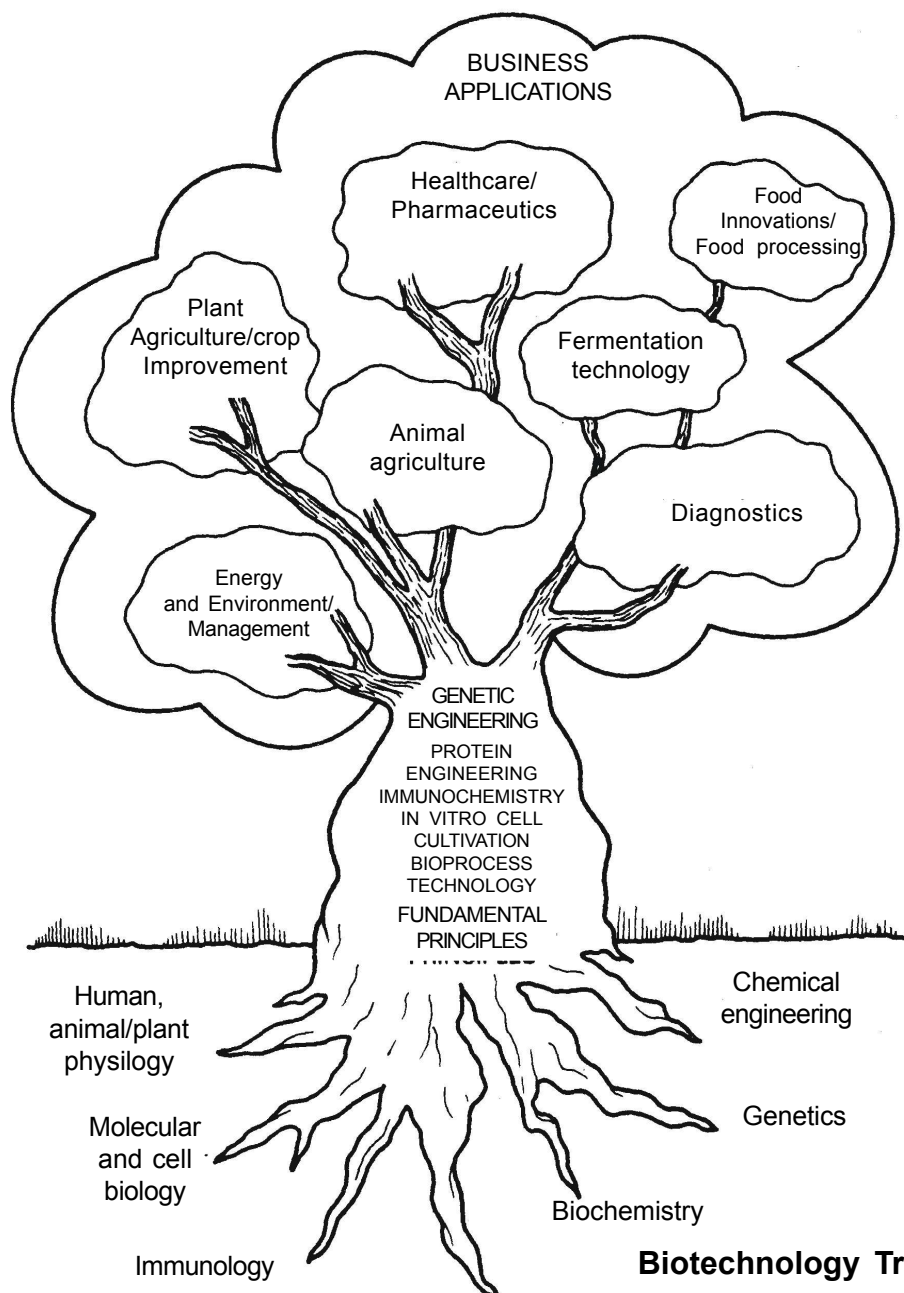 BUSINESS
APPLICATIONS
Healthcare/
Pharmaceutics
Food
Innovations/
Food processing
Plant
Agriculture/crop
Improvement
Fermentation
technology
Animal
agriculture
Diagnostics
Energy
and Environment/
Management
GENETIC
ENGINEERING
PROTEIN
ENGINEERING
IMMUNOCHEMISTRY
IN VITRO CELL
CULTIVATION
BIOPROCESS
TECHNOLOGY
FUNDAMENTAL
PRINCIPLES
PRINCIPLES
Human,
animal/plant
physilogy
Chemical
engineering
Molecular
and cell
biology
Genetics
Biochemistry
Immunology
Biotechnology Tr